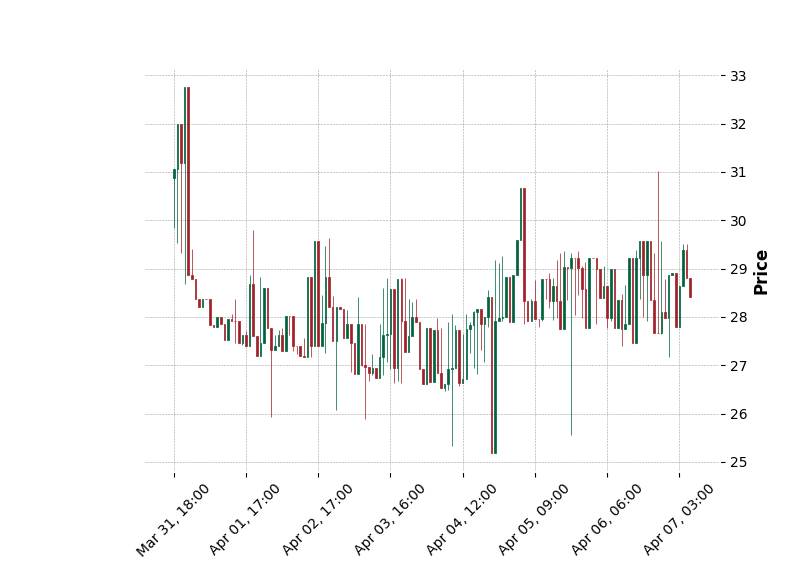 33
32
31
30
29
28
27
26
25
Price
Mar 31, 18:00
Apr 01, 17:00
Apr 02, 17:00
Apr 03, 16:00
Apr 04, 12:00
Apr 05, 09:00
Apr 06, 06:00
Apr 07, 03:00